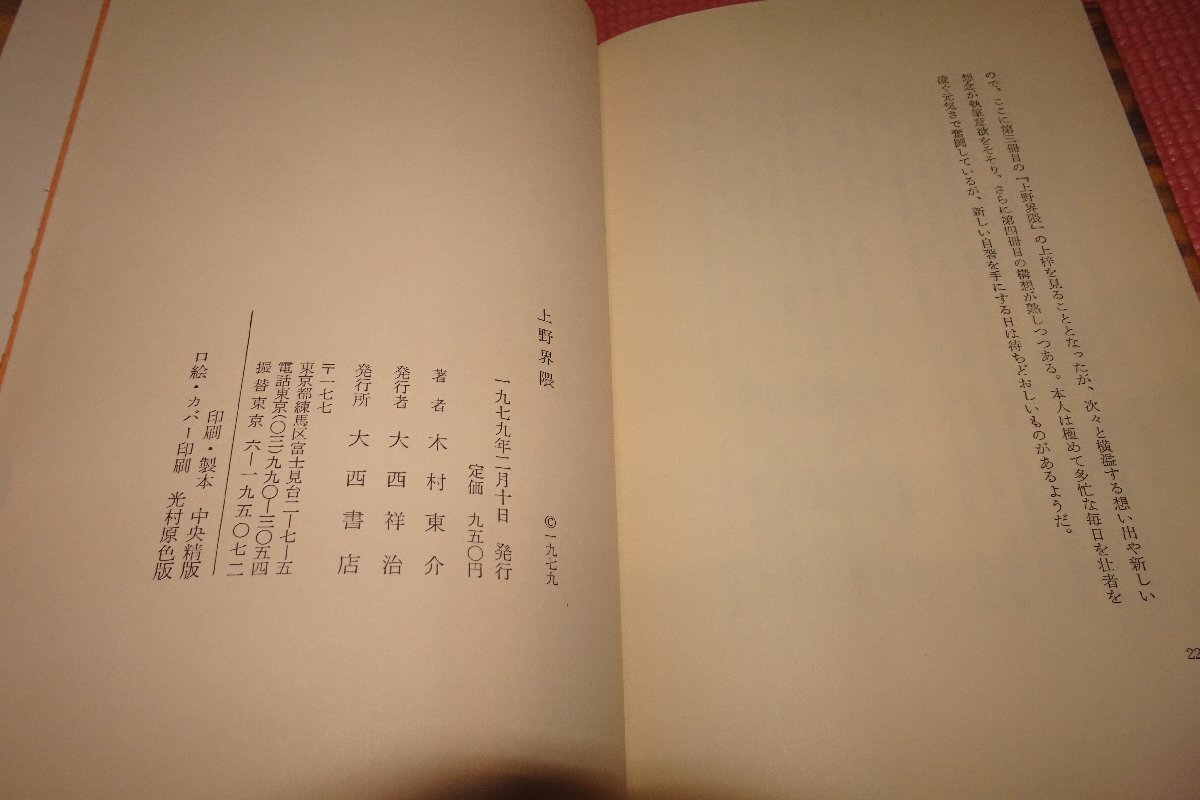 ので、ここに第三冊目の『上野界隈』の上梓を見ることとなったが、次々と横溢する想い出や新しい
想念が執筆意欲をそそり、さらに第四冊目の構想が熟しつつある。本人は極めて多忙な毎日を壮者を
凌ぐ元気さで奮闘しているが、新しい自著を手にする日は待ちどおしいものがあるようだ。
22
上野界隈 ©一九七九
一九七九年二月十日 発行
定価 九五〇円
著者 木村東介
発行者 大西祥治
発行所 大西書店
〒一七七
東京都練馬区富士見台二―七―五
電話東京(〇三)九九〇―三〇五四
振替東京 六―一九五〇七二
印刷・製本 中央精版
口絵・カバー印刷 光村原色版